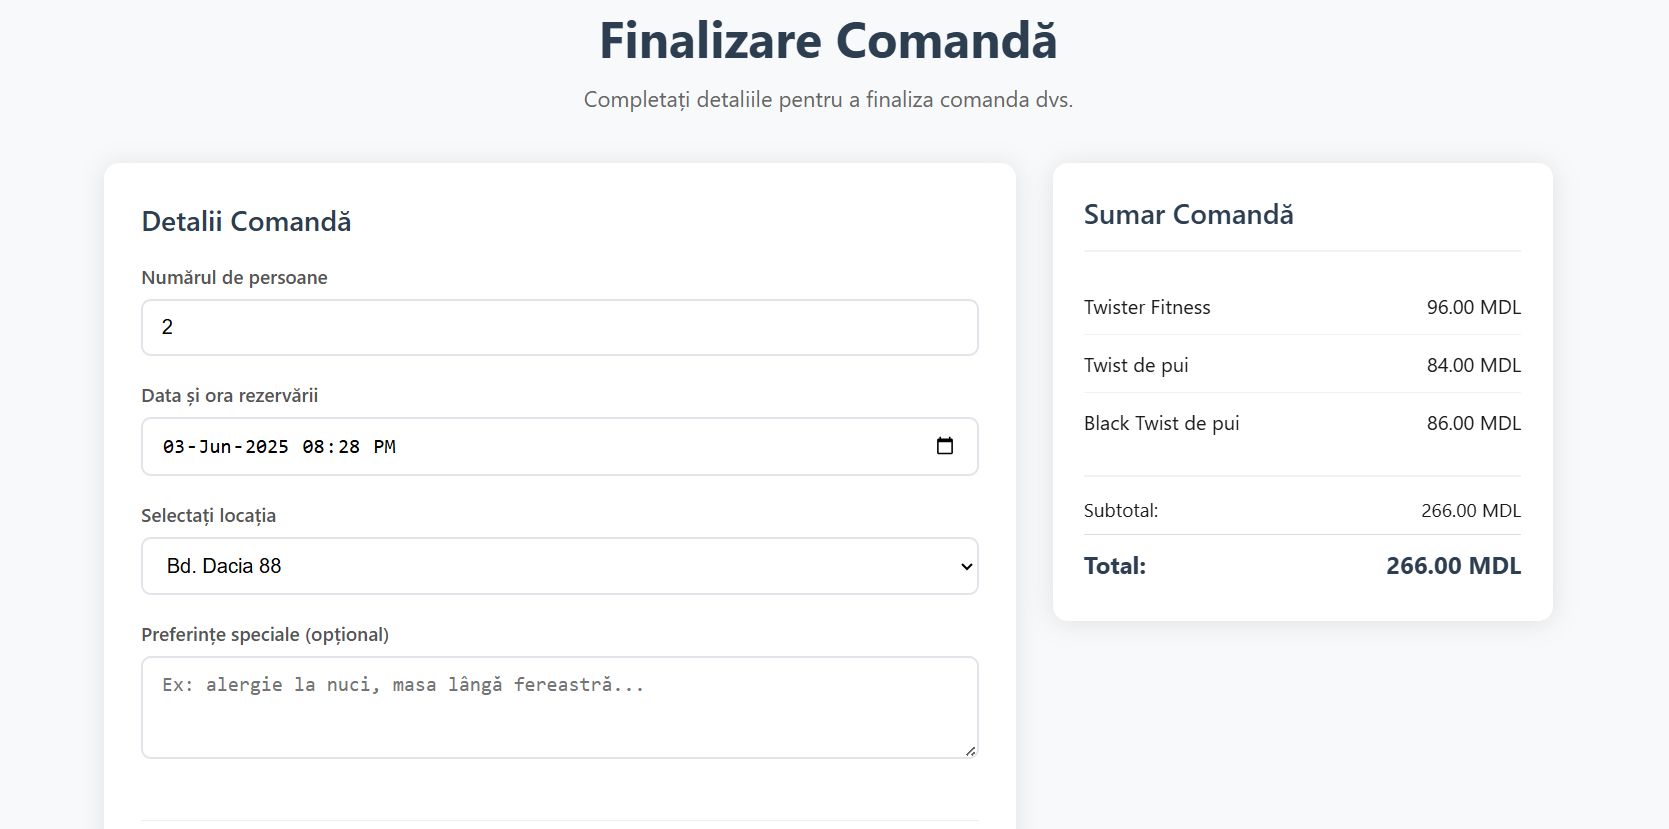 Finalizare Comandă
Completați detaliile pentru a finaliza comanda dvs.
Detalii Comandă
Numărul de persoane
2
Data și ora rezervării
03-Jun-2025 08:28 PM
Selectați locația
Bd. Dacia 88
Preferințe speciale (opțional)
Ex: alergie la nuci, masa lângă fereastră...
Sumar Comandă
Twister Fitness 96.00 MDL
Twist de pui 84.00 MDL
Black Twist de pui 86.00 MDL
Subtotal: 266.00 MDL
Total: 266.00 MDL